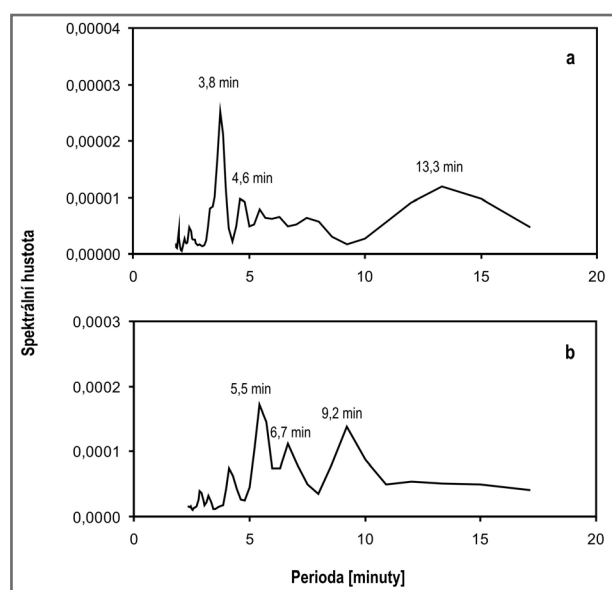 0,00004
a
3,8 min
0,00003
0,00002
13,3 min
4,6 min
0,00001
0,00000
0
5
10
15
20
Spektrální hustota
0,0003
b
5,5 min
0,0002
9,2 min
6,7 min
0,0001
0,0000
0
5
10
15
20
Perioda [minuty]